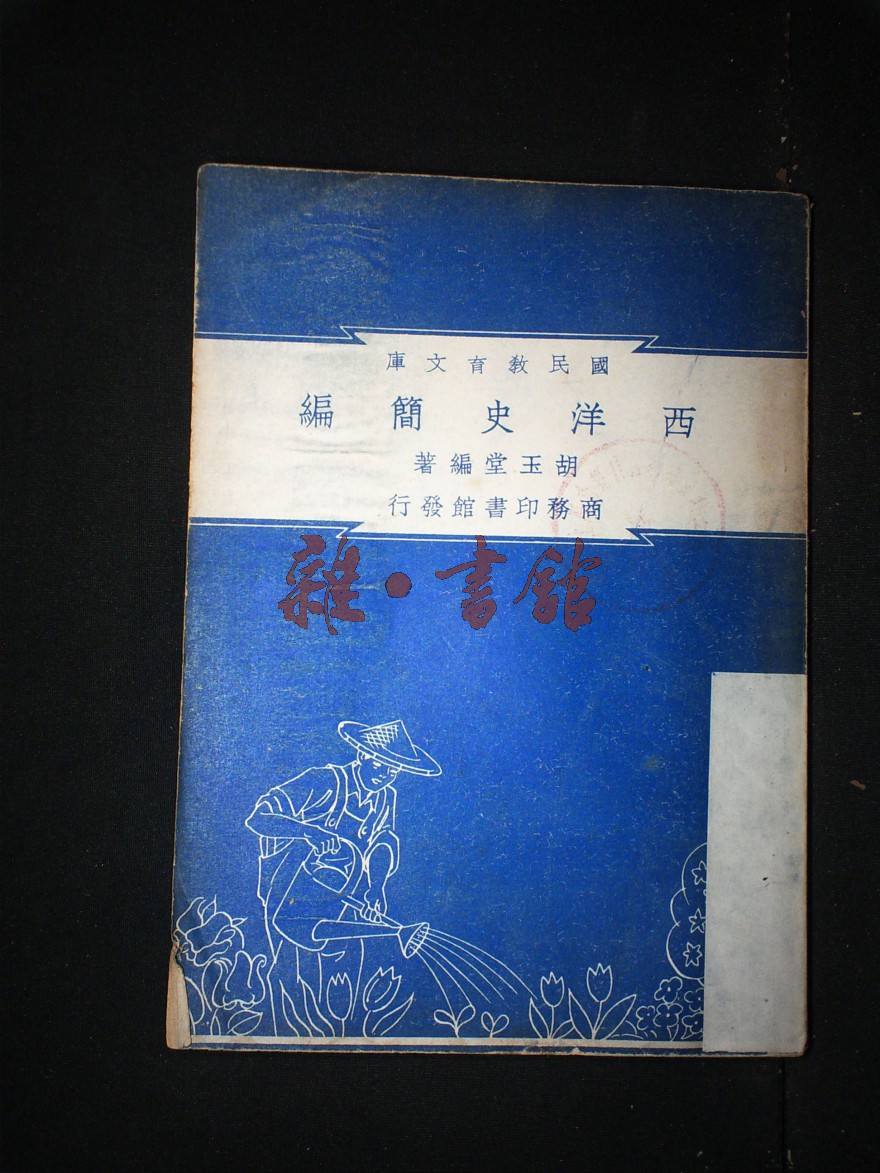 國民教育文庫
西洋史簡編
胡玉堂編著
商務印書館發行
雜·書館